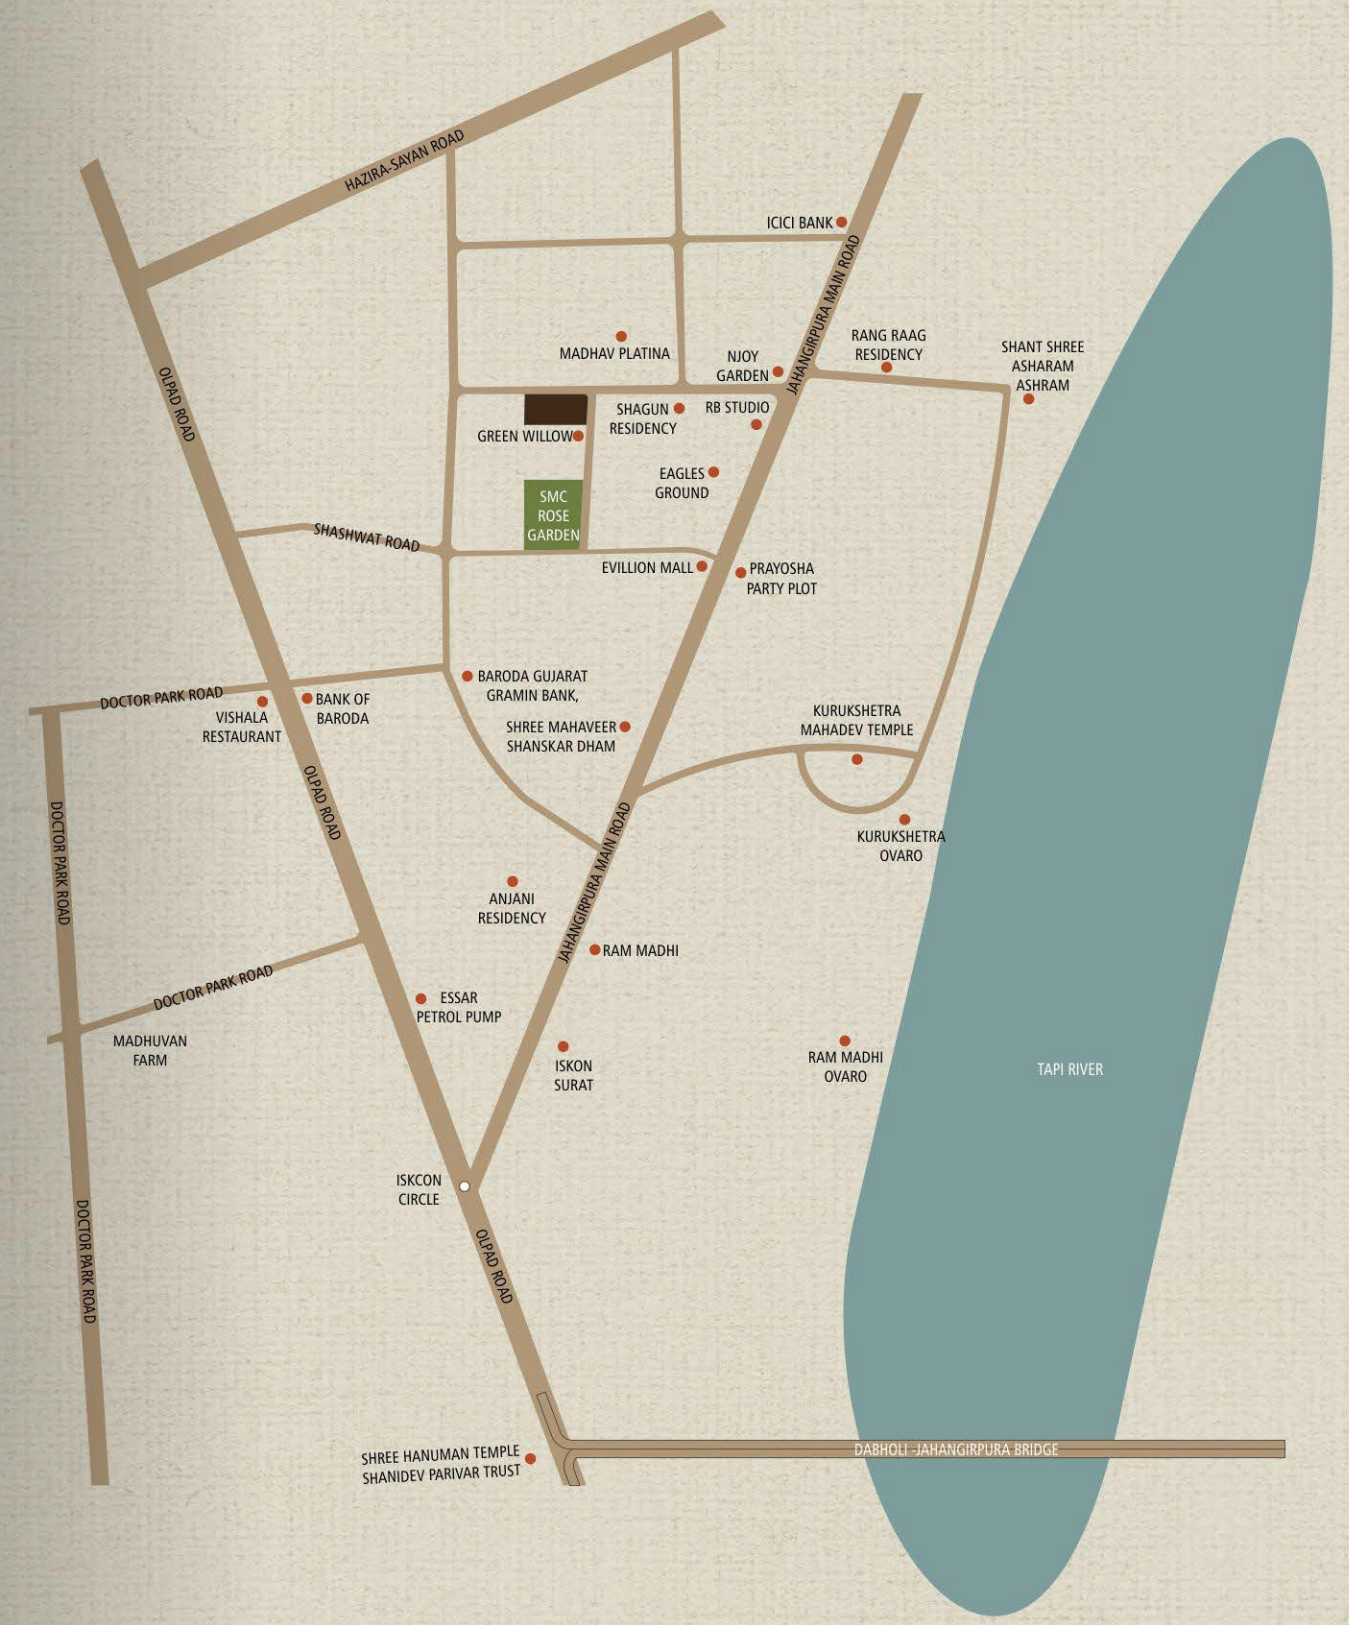 HAZIRA-SAYAN ROAD
ICICI BANK
JAHANGIRPURA MAIN ROAD
OLPAD ROAD
MADHAV PLATINA
NJOY
GARDEN
RANG RAAG
RESIDENCY
SHANT SHREE
ASHARAM
ASHRAM
SHAGUN
RESIDENCY
RB STUDIO
GREEN WILLOW
EAGLES
GROUND
SMC
ROSE
GARDEN
SHASHWAT ROAD
EVILLION MALL
PRAYOSHA
PARTY PLOT
DOCTOR PARK ROAD
VISHALA
RESTAURANT
BANK OF
BARODA
BARODA GUJARAT
GRAMIN BANK,
SHREE MAHAVEER
SHANSKAR DHAM
KURUKSHETRA
MAHADEV TEMPLE
OLPAD ROAD
DOCTOR PARK ROAD
JAHANGIRPURA MAIN ROAD
KURUKSHETRA
OVARO
ANJANI
RESIDENCY
RAM MADHI
DOCTOR PARK ROAD
ESSAR
PETROL PUMP
MADHUVAN
FARM
ISKON
SURAT
RAM MADHI
OVARO
TAPI RIVER
ISKCON
CIRCLE
DOCTOR PARK ROAD
OLPAD ROAD
SHREE HANUMAN TEMPLE
SHANIDEV PARIVAR TRUST
DABHOLI -JAHANGIRPURA BRIDGE